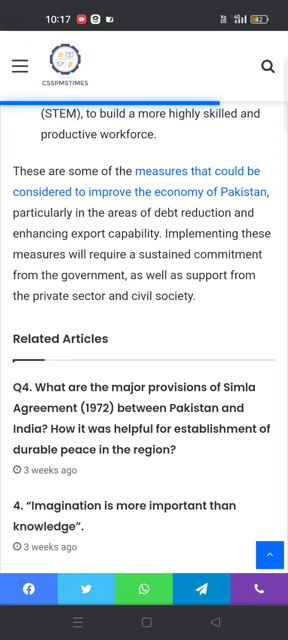 10:17
42
CSSPMSTIMES
(STEM), to build a more highly skilled and
productive workforce.
These are some of the measures that could be
considered to improve the economy of Pakistan,
particularly in the areas of debt reduction and
enhancing export capability. Implementing these
measures will require a sustained commitment
from the government, as well as support from
the private sector and civil society.
Related Articles
Q4. What are the major provisions of Simla
Agreement (1972) between Pakistan and
India? How it was helpful for establishment of
durable peace in the region?
3 weeks ago
4. “Imagination is more important than
knowledge”.
3 weeks ago